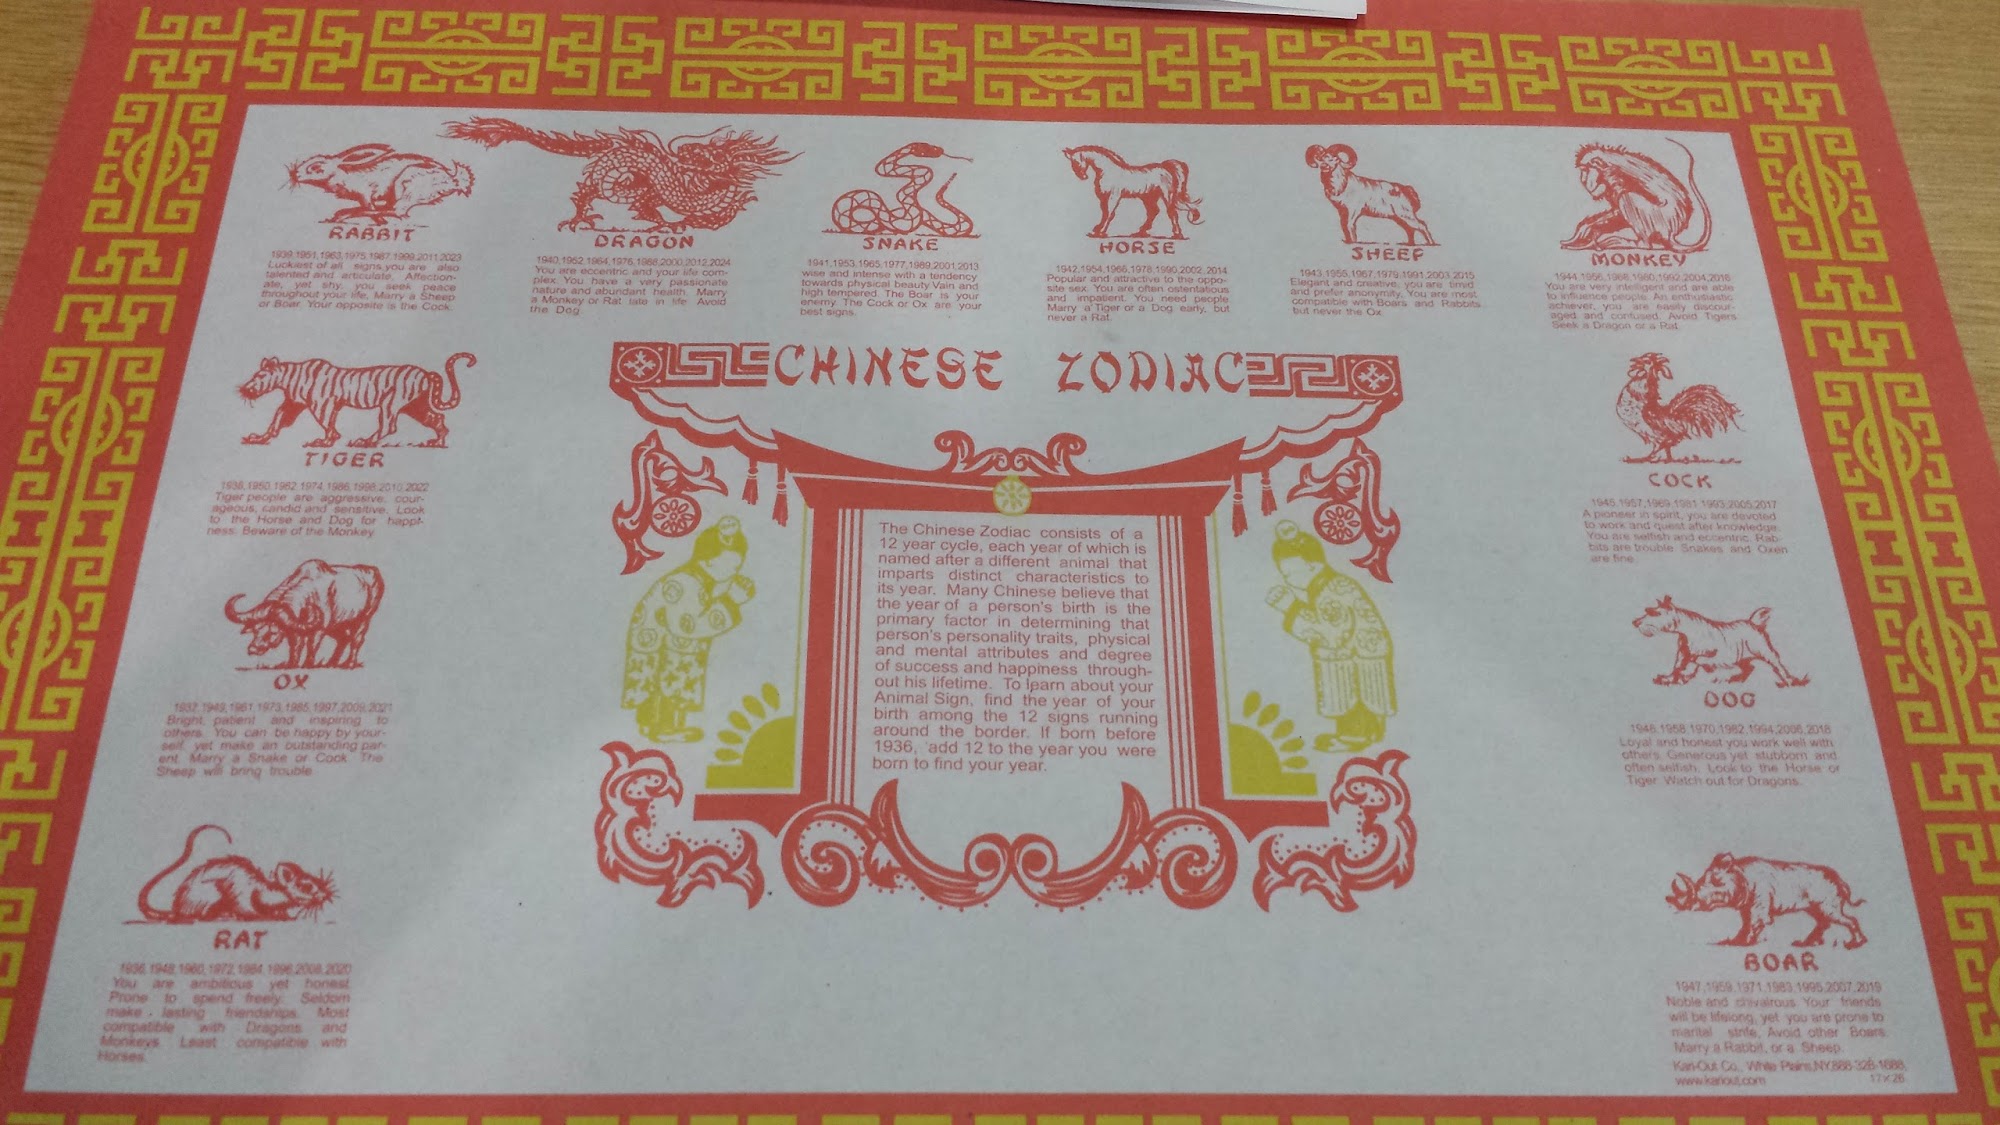 RABBIT
1939,1951,1963,1975,1987,1999,2011,2023
Luckiest of all signs, you are also
talented and articulate. Affection-
ate, yet shy, you seek peace
throughout your life, Marry a Sheep
or Boar. Your opposite is the Cock.
DRAGON
1940,1952,1964,1976,1988,2000,2012,2024
You are eccentric and your life com-
plex. You have a very passionate
nature and abundant health. Marry
a Monkey or Rat late in life. Avoid
the Dog.
SNAKE
1941,1953,1965,1977,1989,2001,2013
wise and intense with a tendency
towards physical beauty Vain and
high tempered. The Boar is your
enemy. The Cock or Ox are your
best signs.
HORSE
1942,1954,1966,1978,1990,2002,2014
Popular and attractive to the oppo-
site sex. You are often ostentatious
and impatient. You need people.
Marry a Tiger or a Dog early, but
never a Rat.
SHEEP
1943,1955,1967,1979,1991,2003,2015
Elegant and creative, you are timid
and prefer anonymity. You are most
compatible with Boars and Rabbits
but never the Ox.
MONKEY
1944,1956,1968,1980,1992,2004,2016
You are very intelligent and are able
to influence people. An enthusiastic
achiever, you are easily discour-
aged and confused. Avoid Tigers.
Seek a Dragon or a Rat.
TIGER
1938,1950,1962,1974,1986,1998,2010,2022
Tiger people are aggressive, cour-
ageous, candid and sensitive. Look
to the Horse and Dog for happi-
ness. Beware of the Monkey.
OX
1937,1949,1961,1973,1985,1997,2009,2021
Bright, patient and inspiring to
others. You can be happy by your-
self, yet make an outstanding par-
ent. Marry a Snake or Cock. The
Sheep will bring trouble.
RAT
1936,1948,1960,1972,1984,1996,2008,2020
You are ambitious yet honest.
Prone to spend freely. Seldom
make lasting friendships. Most
compatible with Dragons and
Monkeys. Least compatible with
Horses.
CHINESE ZODIAC
The Chinese Zodiac consists of a
12 year cycle, each year of which is
named after a different animal that
imparts distinct characteristics to
its year. Many Chinese believe that
the year of a person's birth is the
primary factor in determining that
person's personality traits, physical
and mental attributes and degree
of success and happiness through-
out his lifetime. To learn about your
Animal Sign, find the year of your
birth among the 12 signs running
around the border. If born before
1936, add 12 to the year you were
born to find your year.
COCK
1945,1957,1969,1981,1993,2005,2017
A pioneer in spirit, you are devoted
to work and quest after knowledge.
You are selfish and eccentric. Rab-
bits are trouble. Snakes and Oxen
are fine.
DOG
1946,1958,1970,1982,1994,2006,2018
Loyal and honest you work well with
others. Generous yet stubborn and
often selfish. Look to the Horse or
Tiger. Watch out for Dragons.
BOAR
1947,1959,1971,1983,1995,2007,2019
Noble and chivalrous. Your friends
will be lifelong, yet you are prone to
marital strife. Avoid other Boars.
Marry a Rabbit, or a Sheep.
Kari-Out Co., White Plains,NY,888-328-1688,
www.kariout.com 17X26